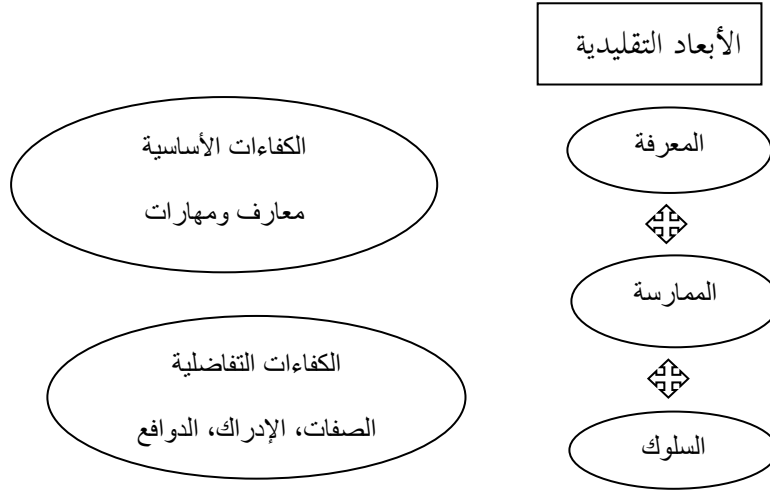 الأبعاد التقليدية
المعرفة
الممارسة
السلوك
الكفاءات الأساسية
معارف ومهارات
الكفاءات التفاضلية
الصفات، الإدراك، الدوافع